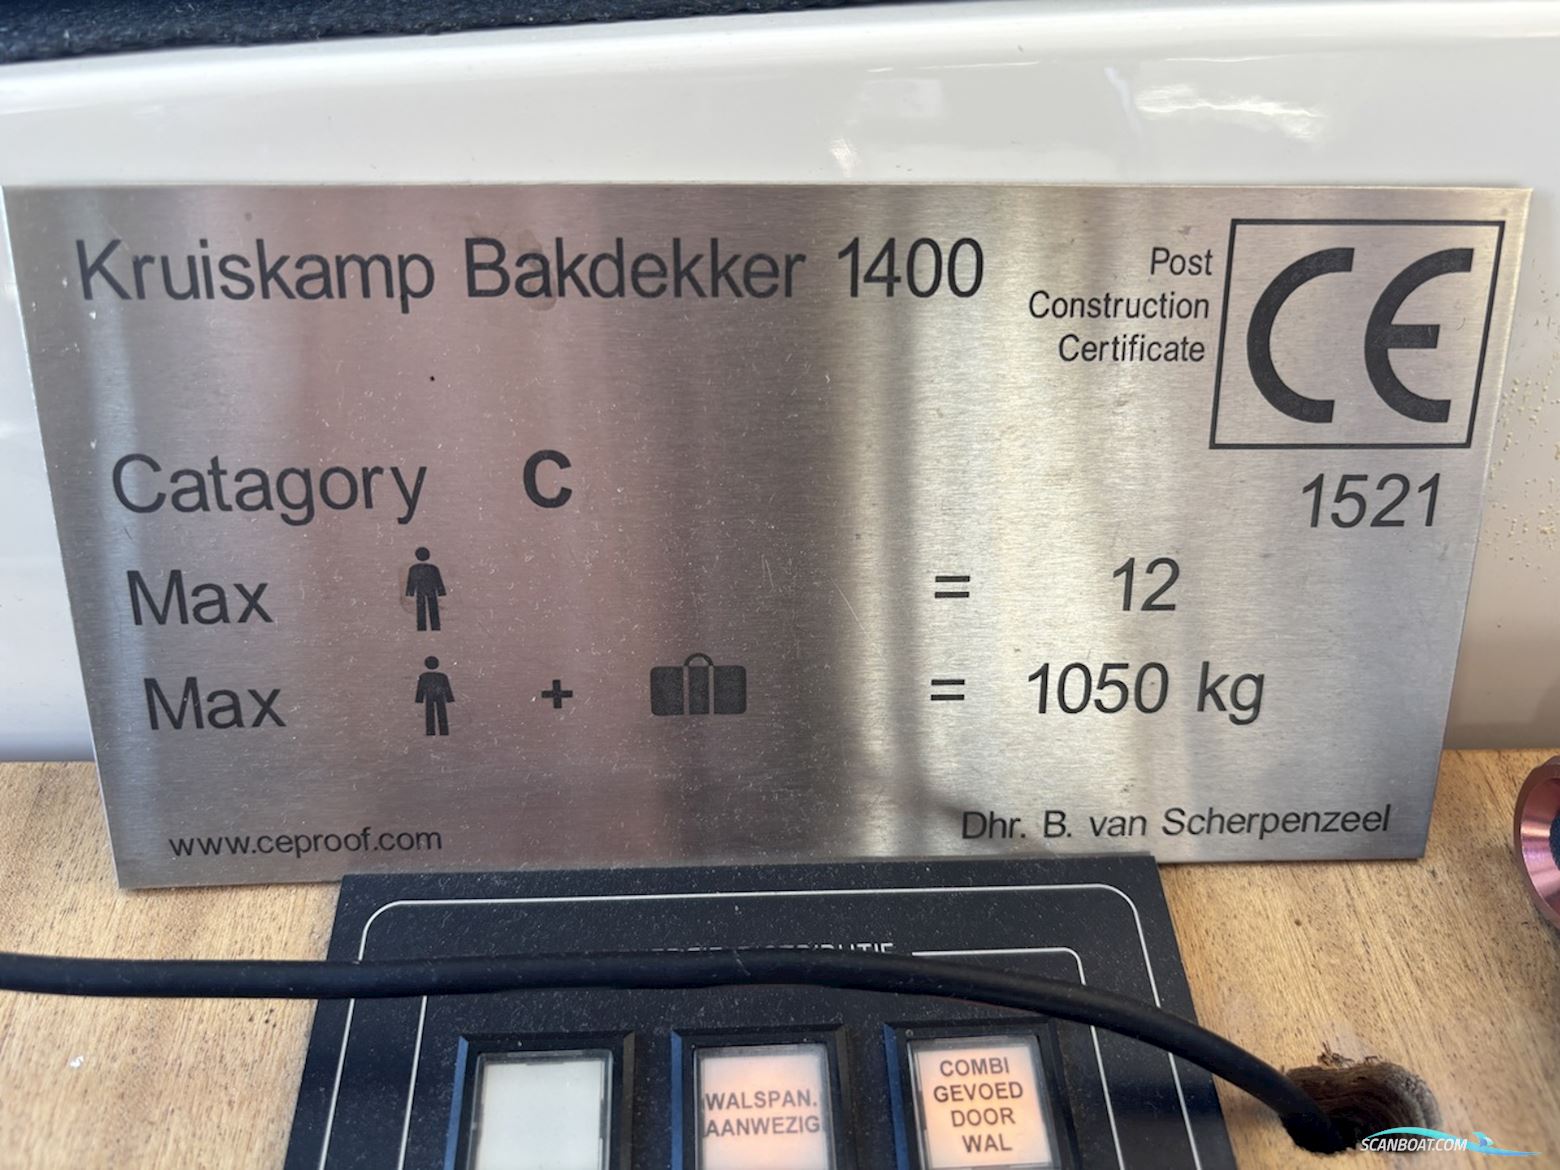 Kruiskamp Bakdekker 1400
Post
Construction
Certificate
CE
1521
Catagory C
Max = 12
Max + = 1050 kg
www.ceproof.com
Dhr. B. van Scherpenzeel
WALSPAN.
AANWEZIG
COMBI
GEVOED
DOOR
WAL
SCANBOAT.COM